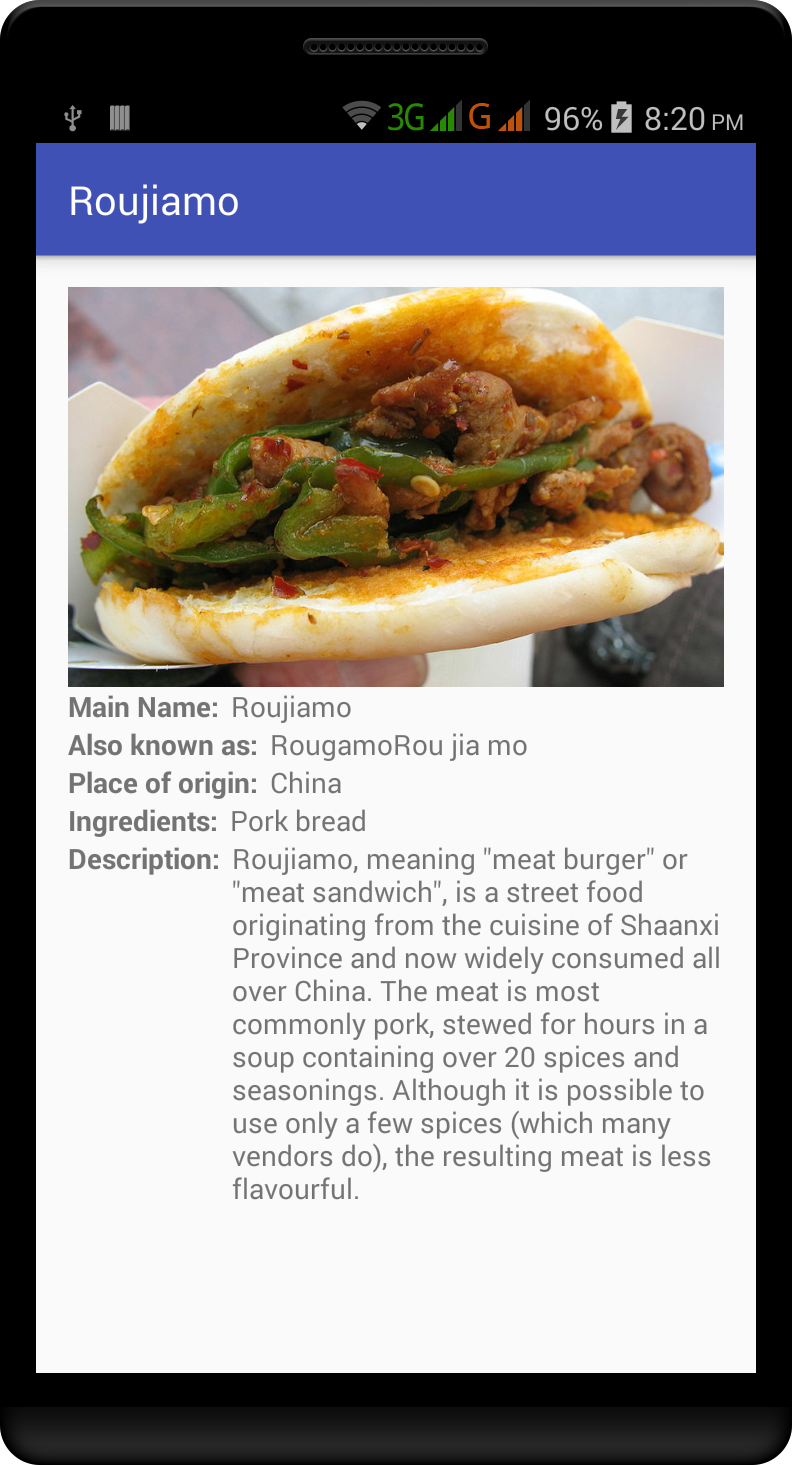 3G G 96% 8:20 PM
Roujiamo
Main Name: Roujiamo
Also known as: RougamoRou jia mo
Place of origin: China
Ingredients: Pork bread
Description: Roujiamo, meaning "meat burger" or
"meat sandwich", is a street food
originating from the cuisine of Shaanxi
Province and now widely consumed all
over China. The meat is most
commonly pork, stewed for hours in a
soup containing over 20 spices and
seasonings. Although it is possible to
use only a few spices (which many
vendors do), the resulting meat is less
flavourful.